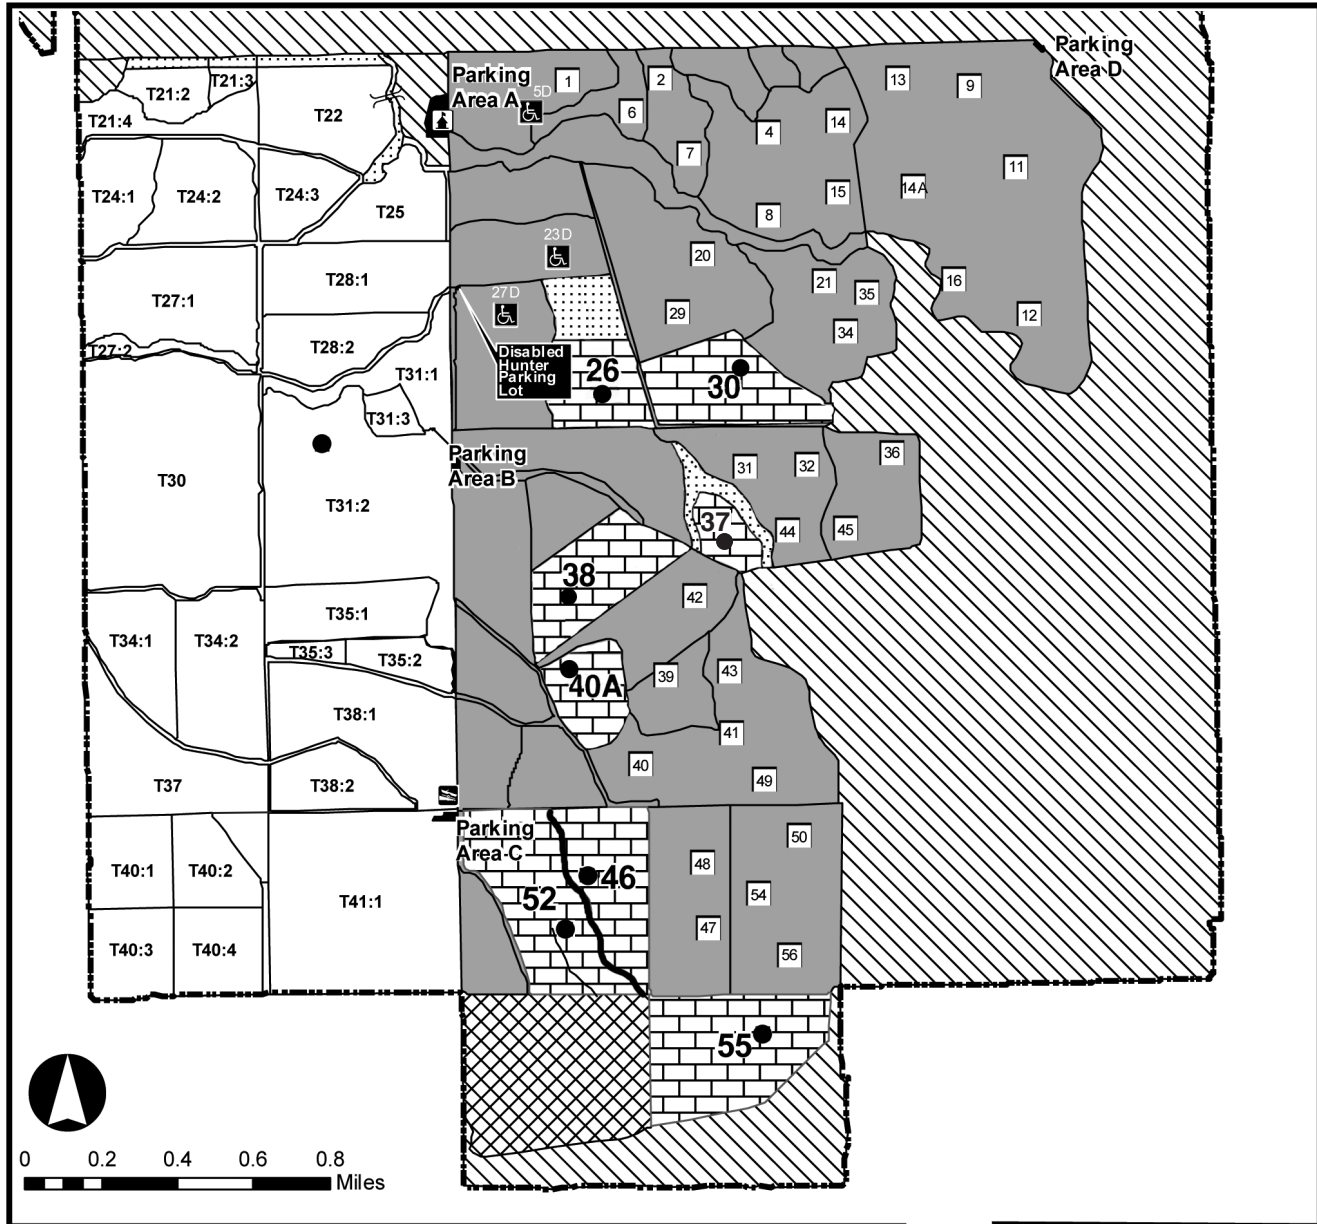 Parking
Area D
Parking
Area A
5D
1
2
6
7
4
14
13
9
11
14A
15
8
T21:2
T21:3
T21:4
T22
T24:1
T24:2
T24:3
T25
23D
20
21
35
16
12
34
29
27D
T27:1
T28:1
T28:2
T27:2
T31:1
T31:3
Disabled
Hunter
Parking
Lot
26
30
Parking
Area B
T30
T31:2
31
32
36
37
44
45
38
42
T34:1
T34:2
T35:1
T35:3
T35:2
40A
39
43
41
T38:1
40
49
T37
T38:2
Parking
Area C
50
48
46
52
54
47
56
T40:1
T40:2
T41:1
T40:3
T40:4
55
0 0.2 0.4 0.6 0.8
Miles